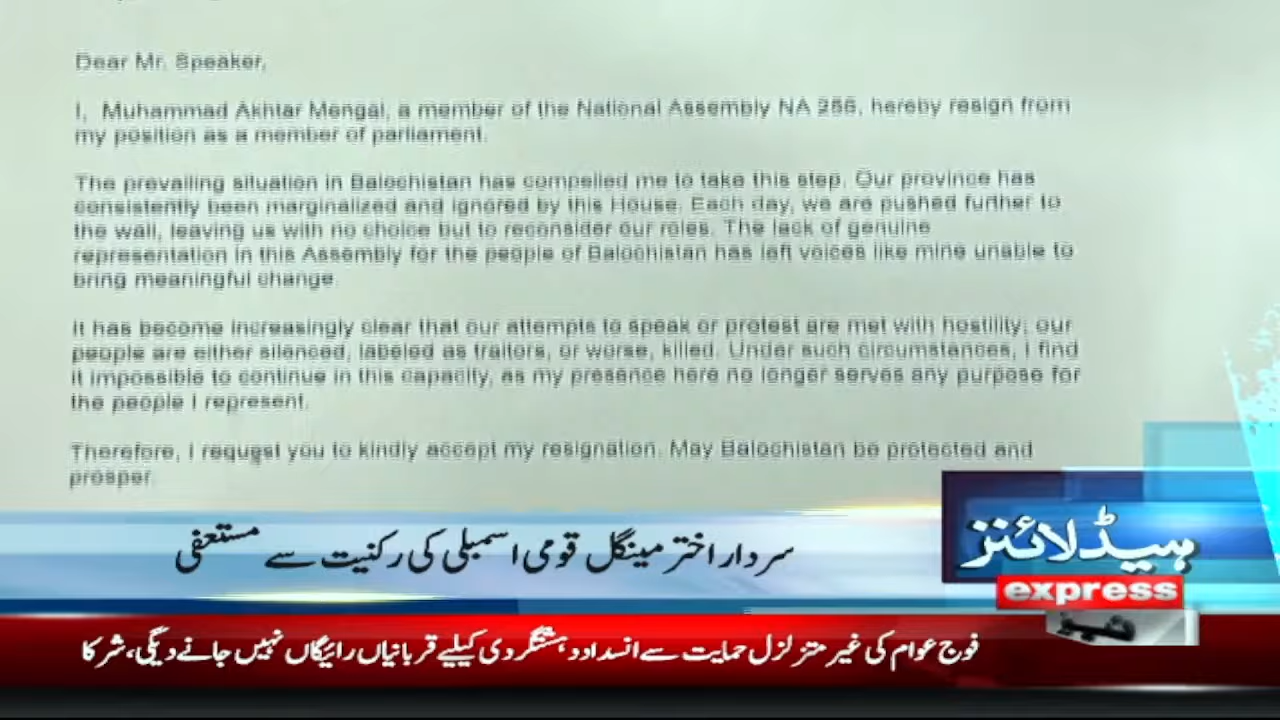 Dear Mr. Speaker,
I, Muhammad Akhtar Mengal, a member of the National Assembly NA 256, hereby resign from
my position as a member of parliament.
The prevailing situation in Balochistan has compelled me to take this step. Our province has
consistently been marginalized and ignored by this House. Each day, we are pushed further to
the wall, leaving us with no choice but to reconsider our roles. The lack of genuine
representation in this Assembly for the people of Balochistan has left voices like mine unable to
bring meaningful change.
It has become increasingly clear that our attempts to speak or protest are met with hostility; our
people are either silenced, labeled as traitors, or worse, killed. Under such circumstances, I find
it impossible to continue in this capacity, as my presence here no longer serves any purpose for
the people I represent.
Therefore, I request you to kindly accept my resignation. May Balochistan be protected and
prosper.
سردار اختر مینگل قومی اسمبلی کی رکنیت سے مستعفی
ہیڈلائنز
express
فوج عوام کی غیر متزلزل حمایت سے انسداد دہشتگردی کیلیے قربانیاں رائیگاں نہیں جانے دیگی، شرکا